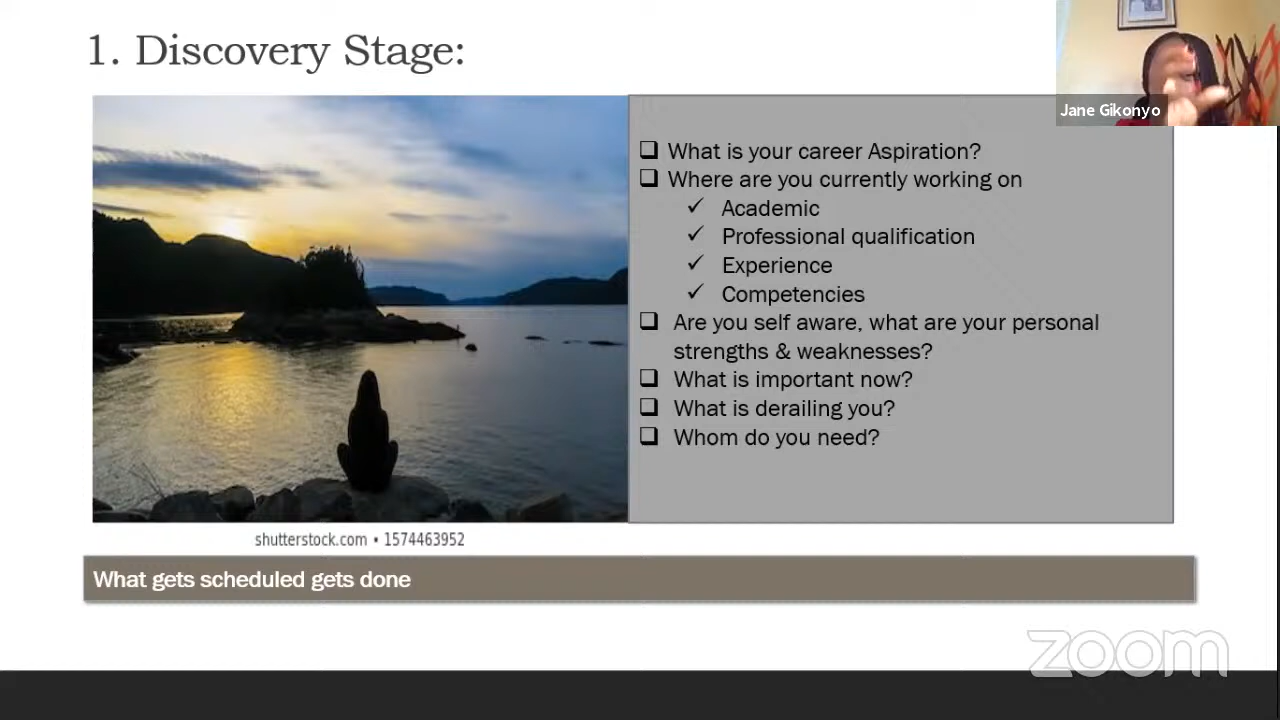 1. Discovery Stage:
Jane Gikonyo
❑ What is your career Aspiration?
❑ Where are you currently working on
✓ Academic
✓ Professional qualification
✓ Experience
✓ Competencies
❑ Are you self aware, what are your personal
strengths & weaknesses?
❑ What is important now?
❑ What is derailing you?
❑ Whom do you need?
shutterstock.com • 1574463952
What gets scheduled gets done
zoom